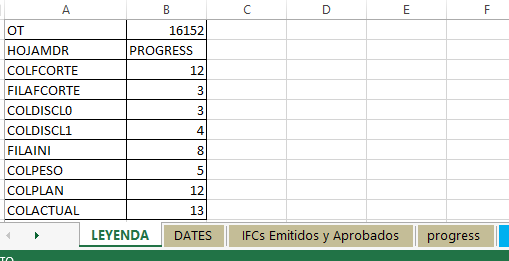 A B C D E F
OT 16152
HOJAMDR PROGRESS
COLFCORTE 12
FILAFCORTE 3
COLDISCL0 3
COLDISCL1 4
FILAINI 8
COLPESO 5
COLPLAN 12
COLACTUAL 13
LEYENDA DATES IFCs Emitidos y Aprobados progress